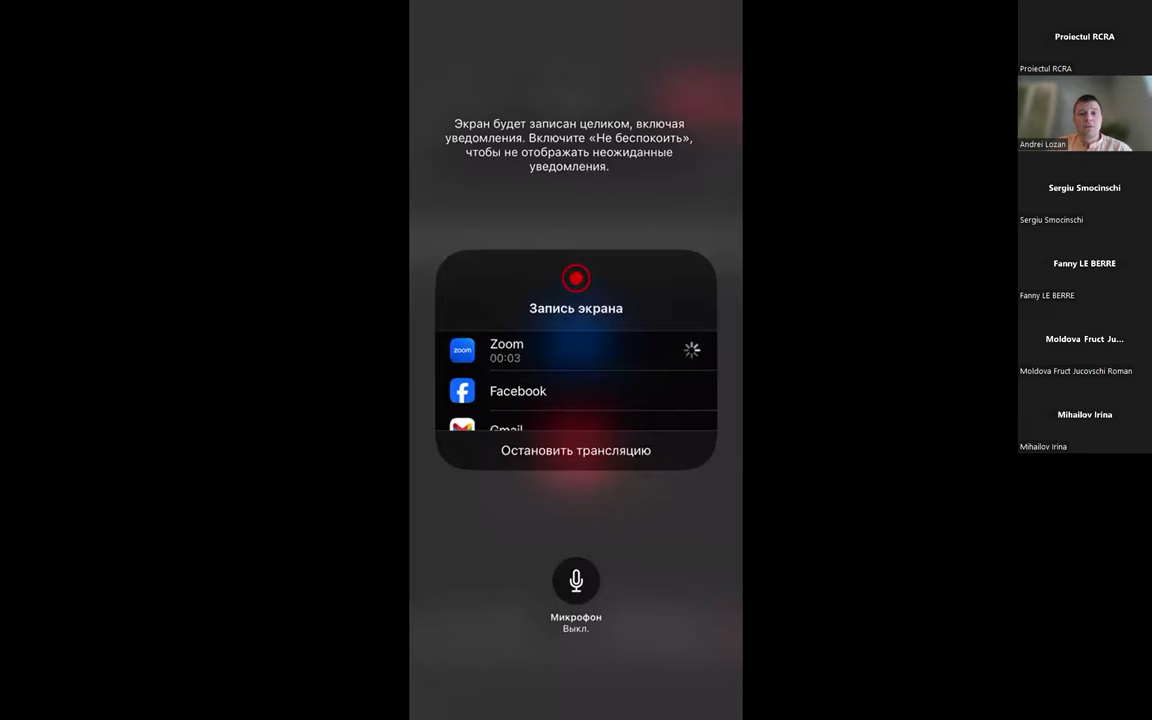 Экран будет записан целиком, включая
уведомления. Включите «Не беспокоить»,
чтобы не отображать неожиданные
уведомления.
Запись экрана
zoom
Zoom
00:03
Facebook
Gmail
Остановить трансляцию
Микрофон
Выкл.
Proiectul RCRA
Proiectul RCRA
Andrei Lozan
Sergiu Smocinschi
Sergiu Smocinschi
Fanny LE BERRE
Fanny LE BERRE
Moldova Fruct Ju...
Moldova Fruct Jucovschi Roman
Mihailov Irina
Mihailov Irina